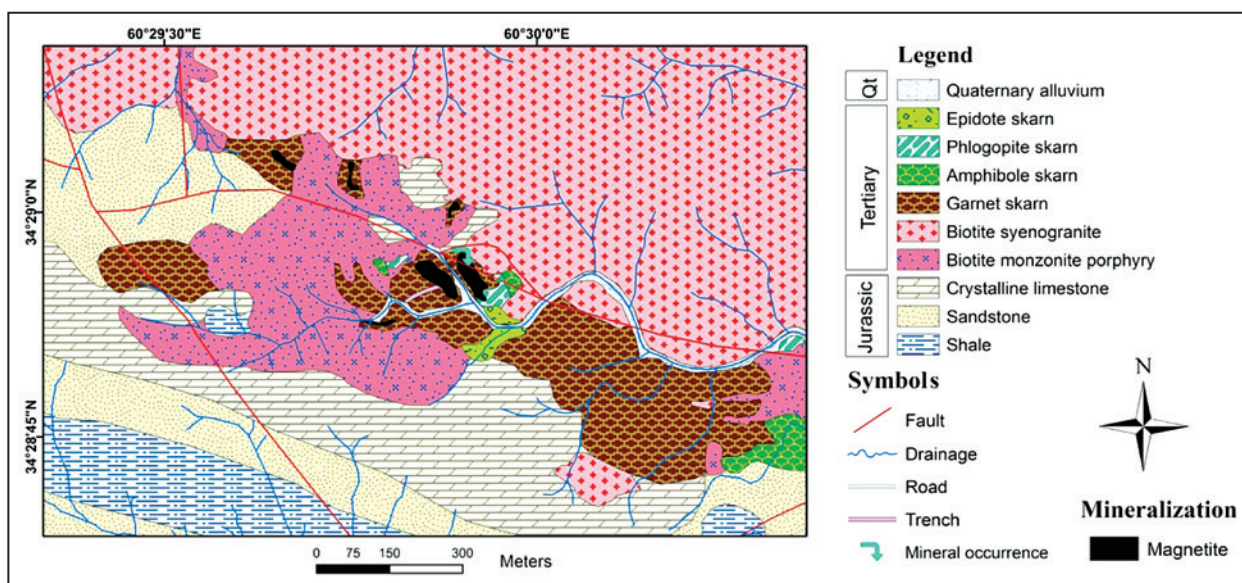 60°29'30"E
60°30'0"E
34°29'0"N
34°28'45"N
0 75 150 300
Meters
Legend
Qt
Quaternary alluvium
Tertiary
Epidote skarn
Phlogopite skarn
Amphibole skarn
Garnet skarn
Biotite syenogranite
Biotite monzonite porphyry
Jurassic
Crystalline limestone
Sandstone
Shale
Symbols
Fault
Drainage
Road
Trench
Mineral occurrence
N
Mineralization
Magnetite